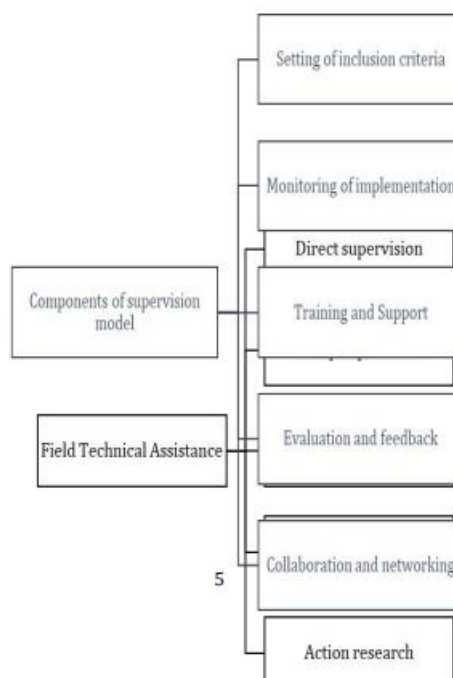 Setting of inclusion criteria
Monitoring of implementation
Direct supervision
Components of supervision
model
Training and Support
Field Technical Assistance
Evaluation and feedback
Collaboration and networking
5
Action research